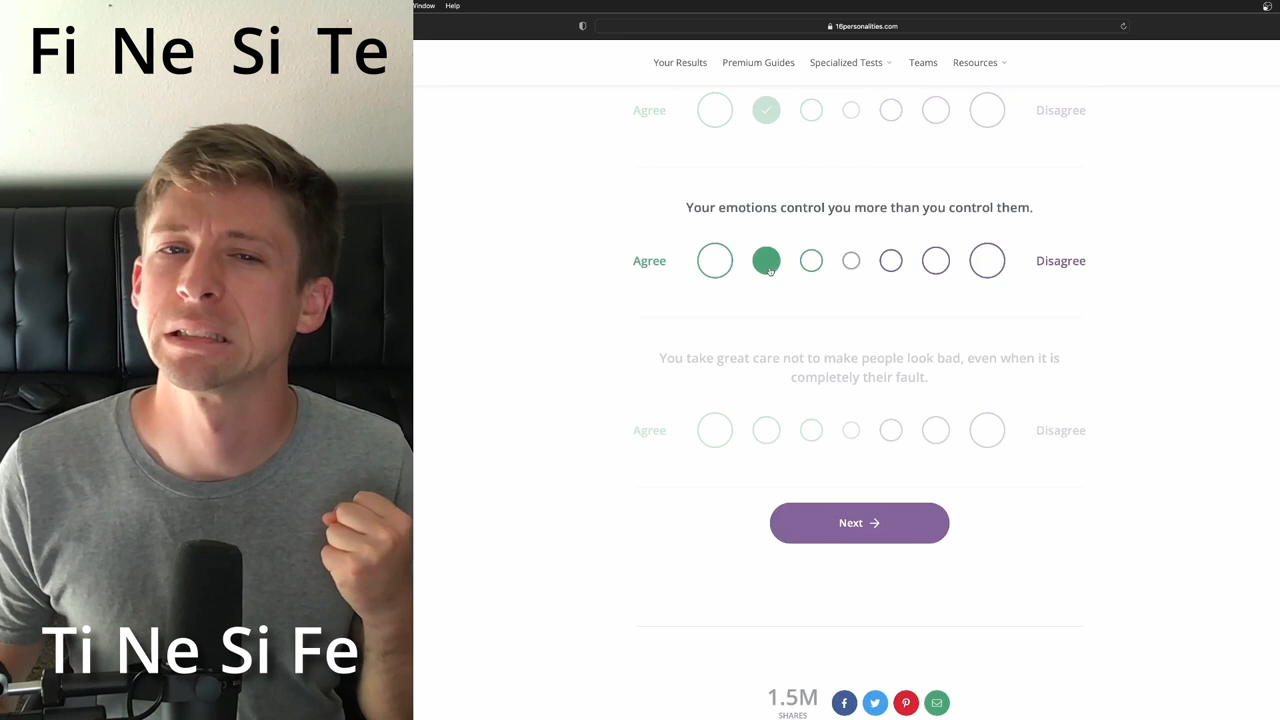 Fi Ne Si Te
Ti Ne Si Fe
Window Help
16personalities.com
Your Results Premium Guides Specialized Tests Teams Resources
Agree Disagree
Your emotions control you more than you control them.
Agree Disagree
You take great care not to make people look bad, even when it is
completely their fault.
Agree Disagree
Next
1.5M
SHARES